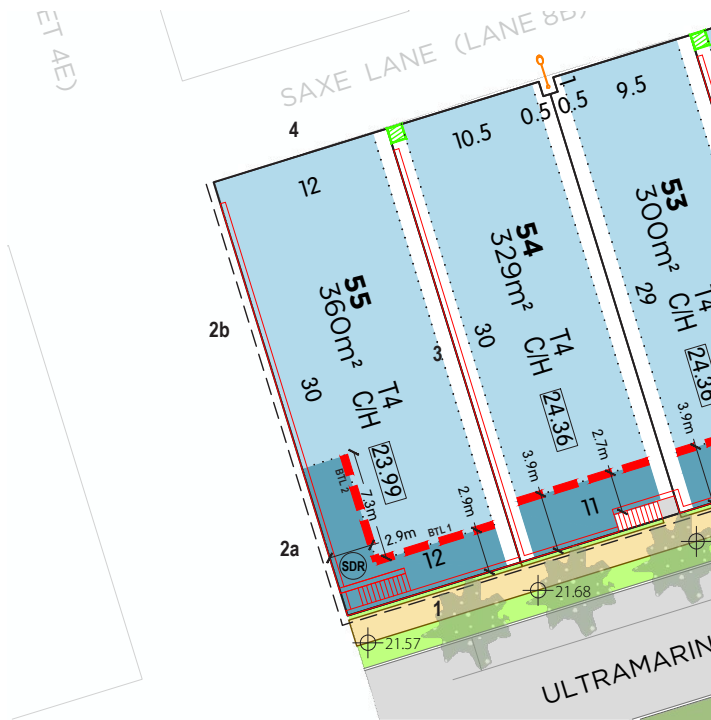 ET 4E)
SAXE LANE (LANE 8B)
4
12
10.5
0.5
0.5
1
9.5
55
360m²
54
329m²
53
300m²
2b
30
3
30
29
T4
C/H
23.99
T4
C/H
24.36
T4
C/H
24.36
3.9m
2.7m
3.9m
2.9m
BTL 2
7.3m
2.9m
BTL 1
12
11
2a
SDR
1
21.68
21.57
ULTRAMARIN